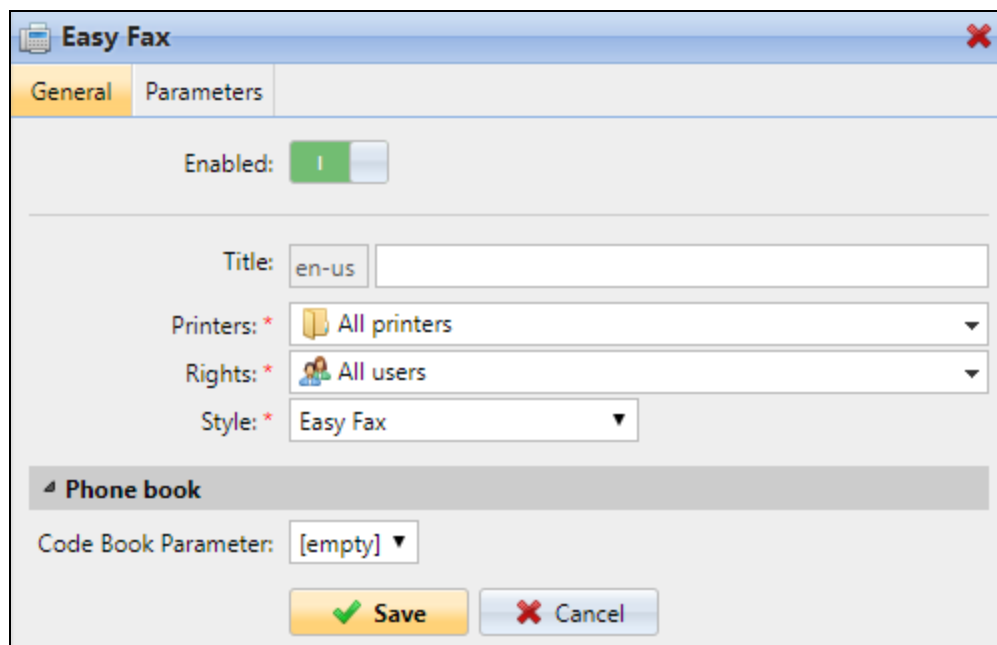 Easy Fax
General Parameters
Enabled: I
Title: en-us
Printers: * All printers
Rights: * All users
Style: * Easy Fax
Phone book
Code Book Parameter: [empty]
Save Cancel